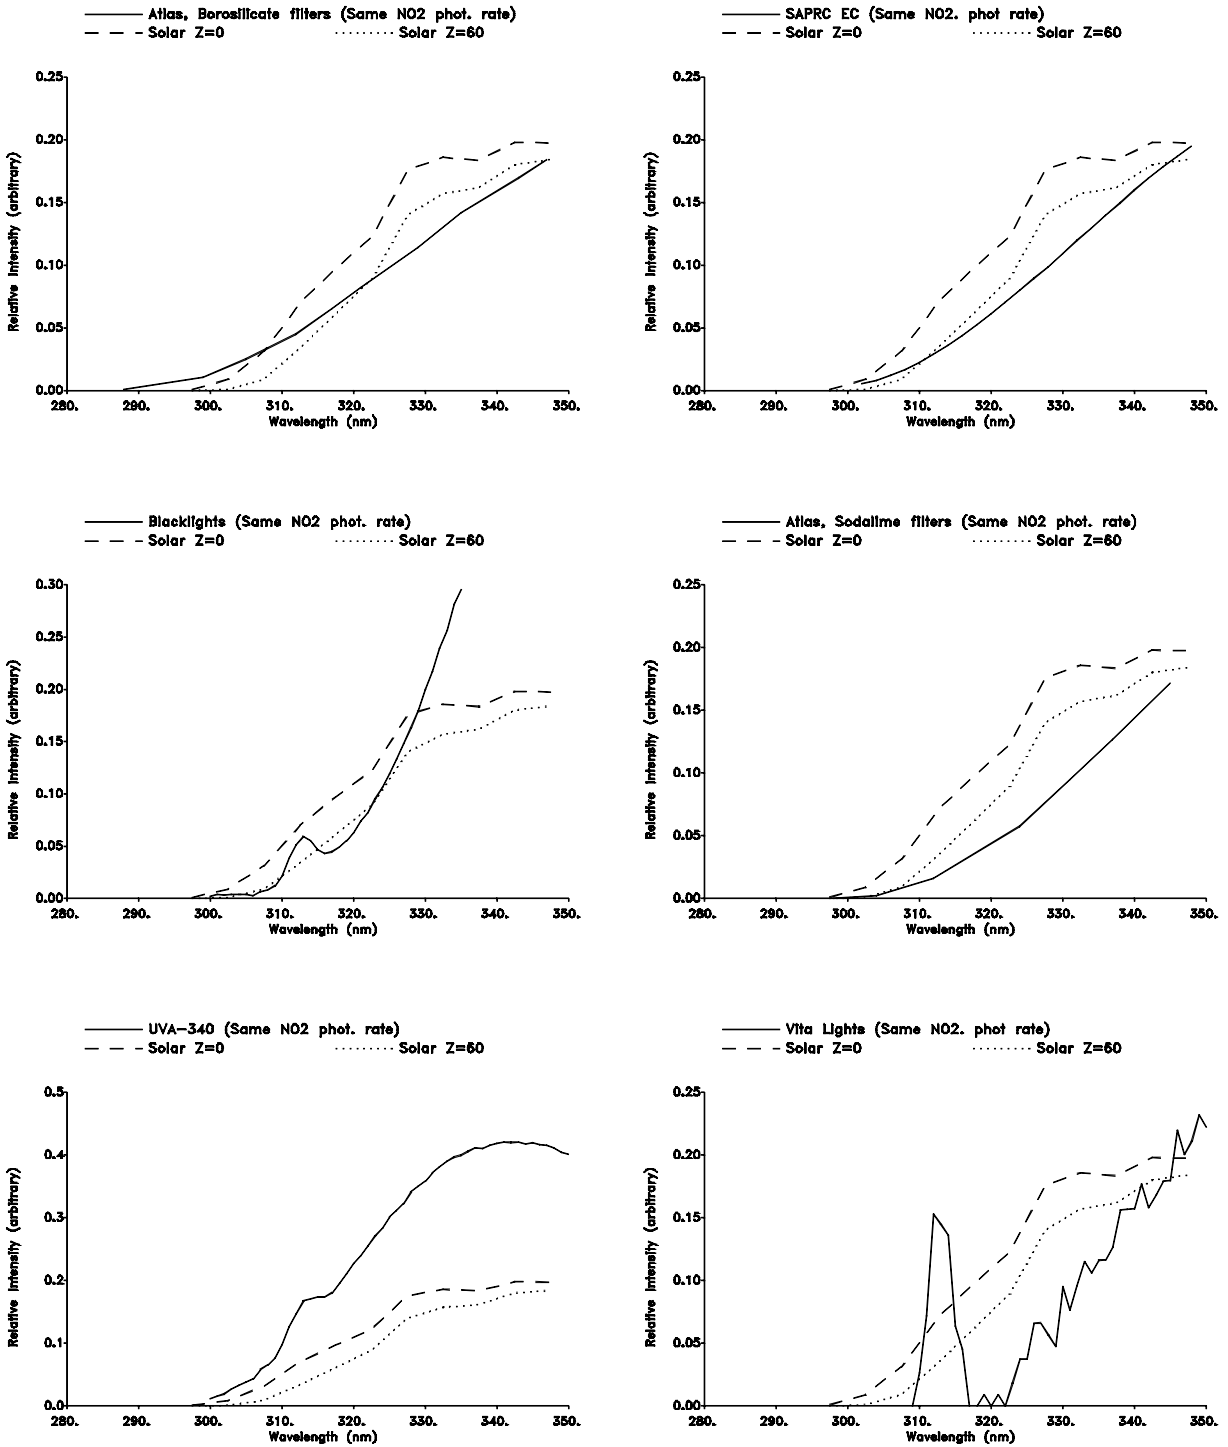 Atlas, Borosilicate filters (Same NO2 phot. rate)
Solar Z=0 Solar Z=60
0.25
0.20
0.15
0.10
0.05
0.00
Relative Intensity (arbitrary)
280. 290. 300. 310. 320. 330. 340. 350.
Wavelength (nm)
SAPRC EC (Same NO2. phot rate)
Solar Z=0 Solar Z=60
0.25
0.20
0.15
0.10
0.05
0.00
Relative Intensity (arbitrary)
280. 290. 300. 310. 320. 330. 340. 350.
Wavelength (nm)
Blacklights (Same NO2 phot. rate)
Solar Z=0 Solar Z=60
0.30
0.25
0.20
0.15
0.10
0.05
0.00
Relative Intensity (arbitrary)
280. 290. 300. 310. 320. 330. 340. 350.
Wavelength (nm)
Atlas, Sodalime filters (Same NO2 phot. rate)
Solar Z=0 Solar Z=60
0.25
0.20
0.15
0.10
0.05
0.00
Relative Intensity (arbitrary)
280. 290. 300. 310. 320. 330. 340. 350.
Wavelength (nm)
UVA-340 (Same NO2 phot. rate)
Solar Z=0 Solar Z=60
0.5
0.4
0.3
0.2
0.1
0.0
Relative Intensity (arbitrary)
280. 290. 300. 310. 320. 330. 340. 350.
Wavelength (nm)
Vita Lights (Same NO2. phot rate)
Solar Z=0 Solar Z=60
0.25
0.20
0.15
0.10
0.05
0.00
Relative Intensity (arbitrary)
280. 290. 300. 310. 320. 330. 340. 350.
Wavelength (nm)